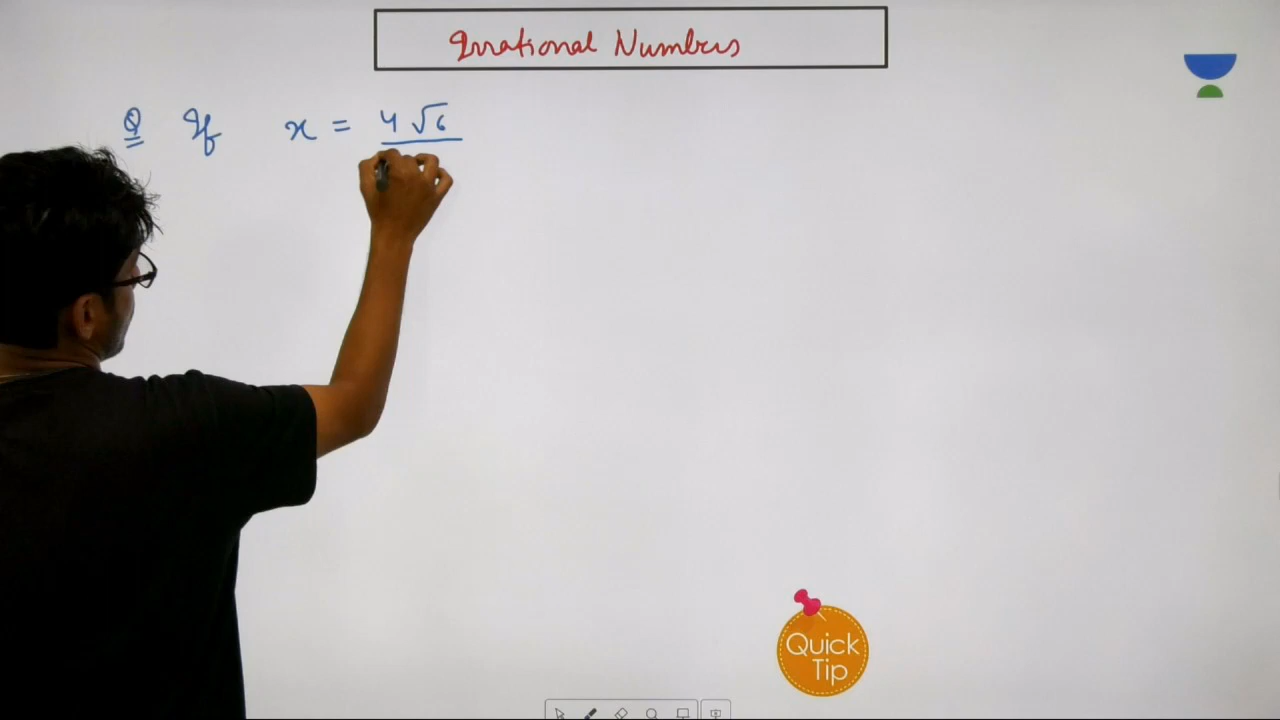 Irrational Numbers
Q If x = 4√6
Quick
Tip